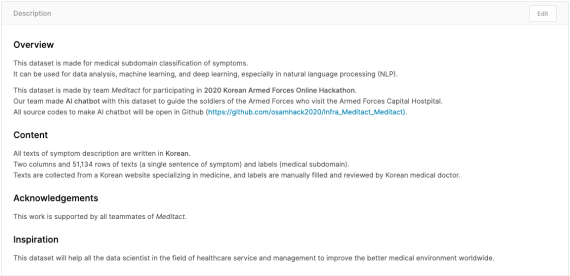 Description
Edit
Overview
This dataset is made for medical subdomain classification of symptoms.
It can be used for data analysis, machine learning, and deep learning, especially in natural language processing (NLP).
This dataset is made by team Meditact for participating in 2020 Korean Armed Forces Online Hackathon.
Our team made AI chatbot with this dataset to guide the soldiers of the Armed Forces who visit the Armed Forces Capital Hostpital.
All source codes to make AI chatbot will be open in Github (https://github.com/osamhack2020/Infra_Meditact_Meditact).
Content
All texts of symptom description are written in Korean.
Two columns and 51,134 rows of texts (a single sentence of symptom) and labels (medical subdomain).
Texts are collected from a Korean website specializing in medicine, and labels are manually filled and reviewed by Korean medical doctor.
Acknowledgements
This work is supported by all teammates of Meditact.
Inspiration
This dataset will help all the data scientist in the field of healthcare service and management to improve the better medical environment worldwide.